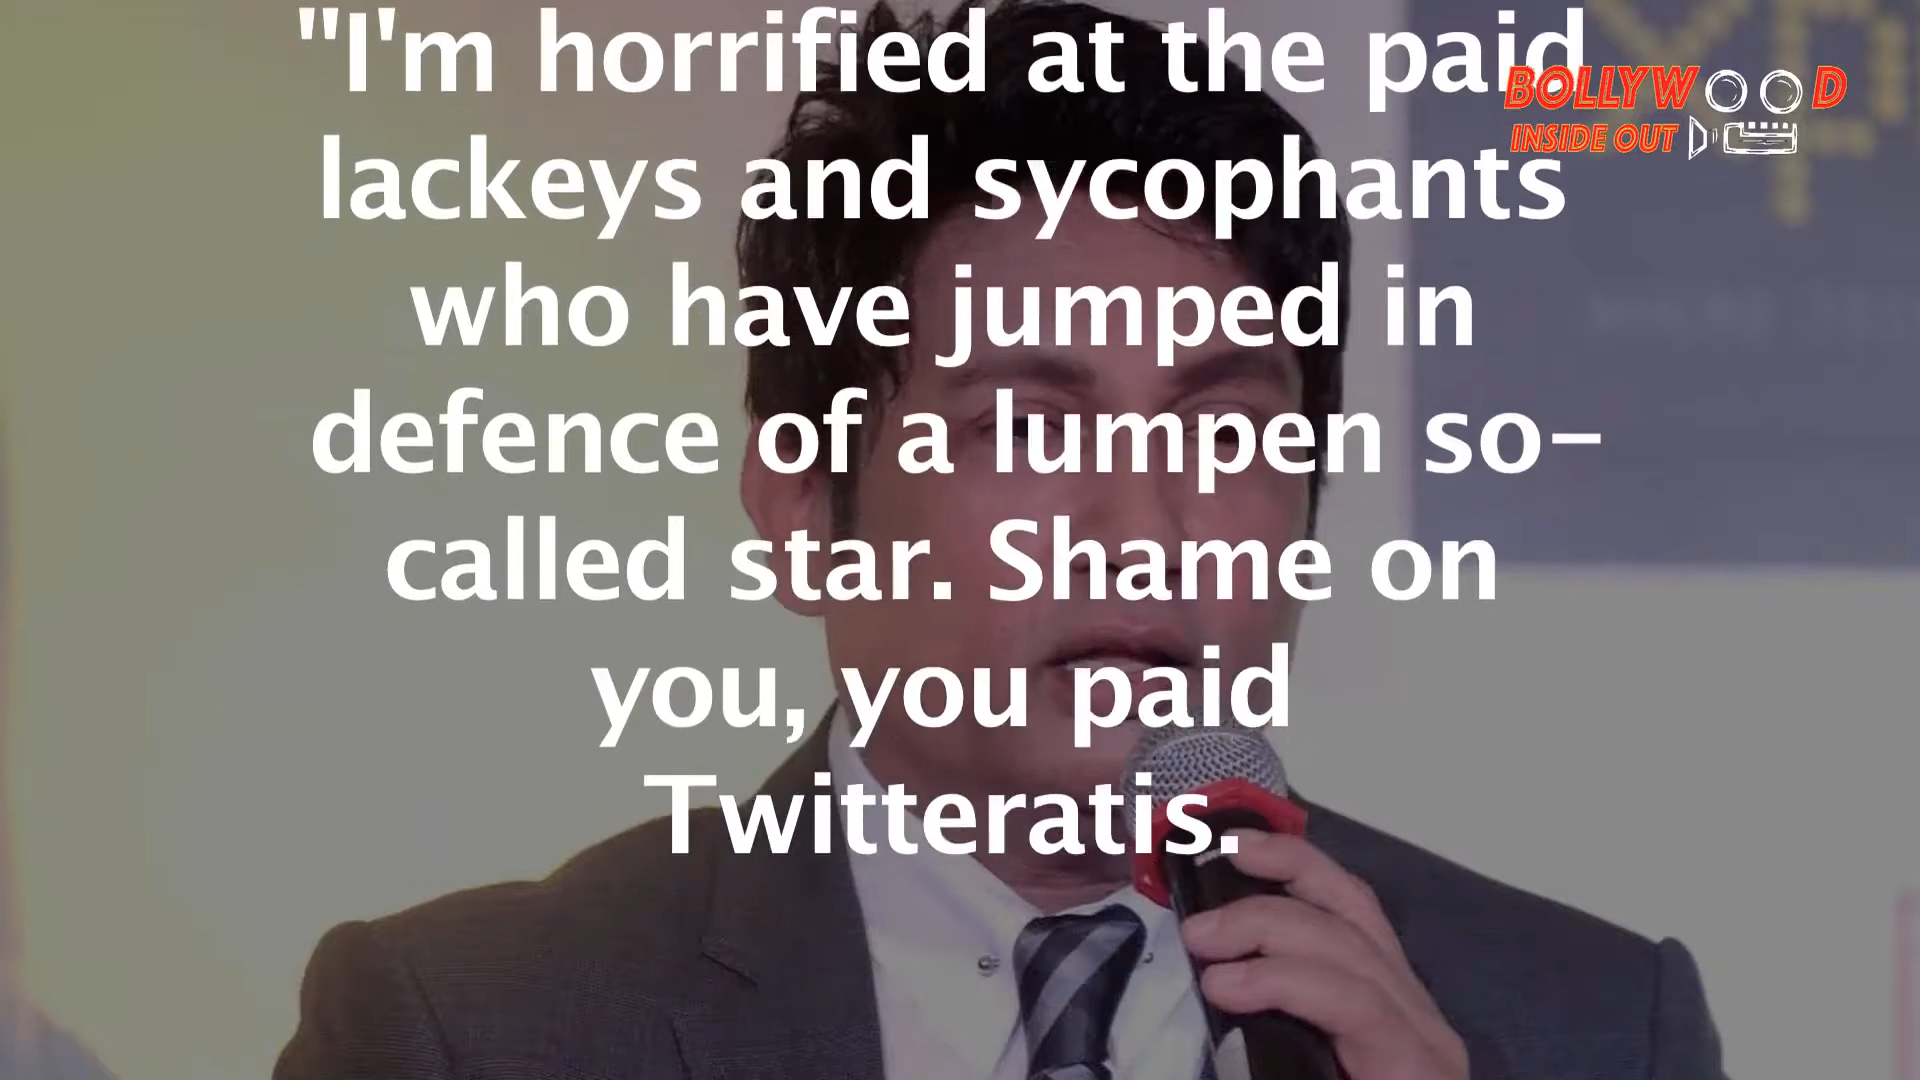 "I'm horrified at the paid
lackeys and sycophants
who have jumped in
defence of a lumpen so-
called star. Shame on
you, you paid
Twitteratis.
BOLLYWOOD
INSIDE OUT